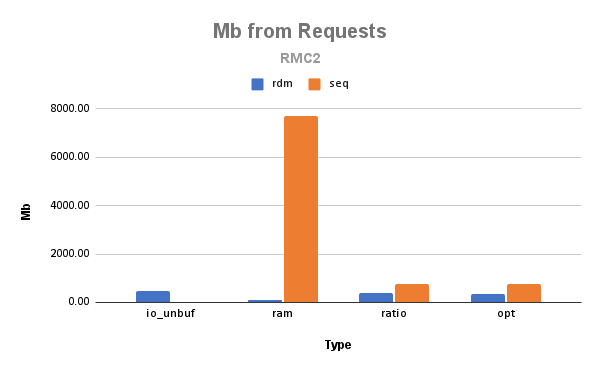 Mb from Requests
RMC2
rdm seq
8000.00
6000.00
4000.00
2000.00
0.00
Mb
io_unbuf ram ratio opt
Type